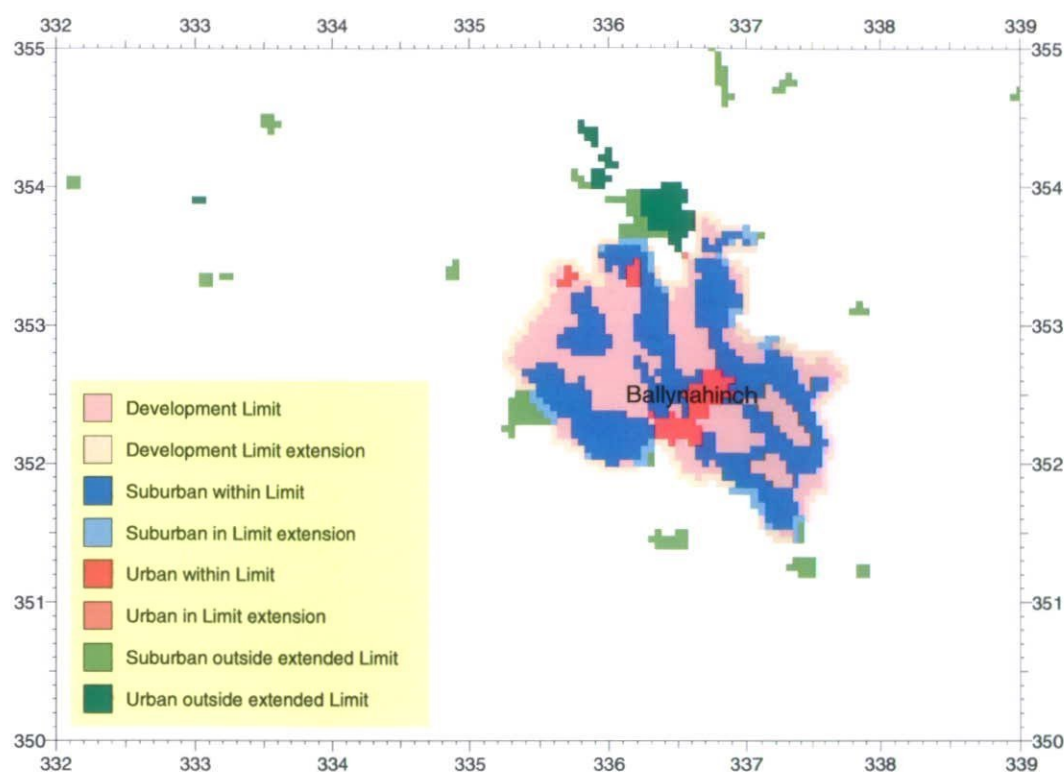 332 333 334 335 336 337 338 339
355 355
354 354
353 353
Ballynahinch
352 352
351 351
350 350
Development Limit
Development Limit extension
Suburban within Limit
Suburban in Limit extension
Urban within Limit
Urban in Limit extension
Suburban outside extended Limit
Urban outside extended Limit
332 333 334 335 336 337 338 339